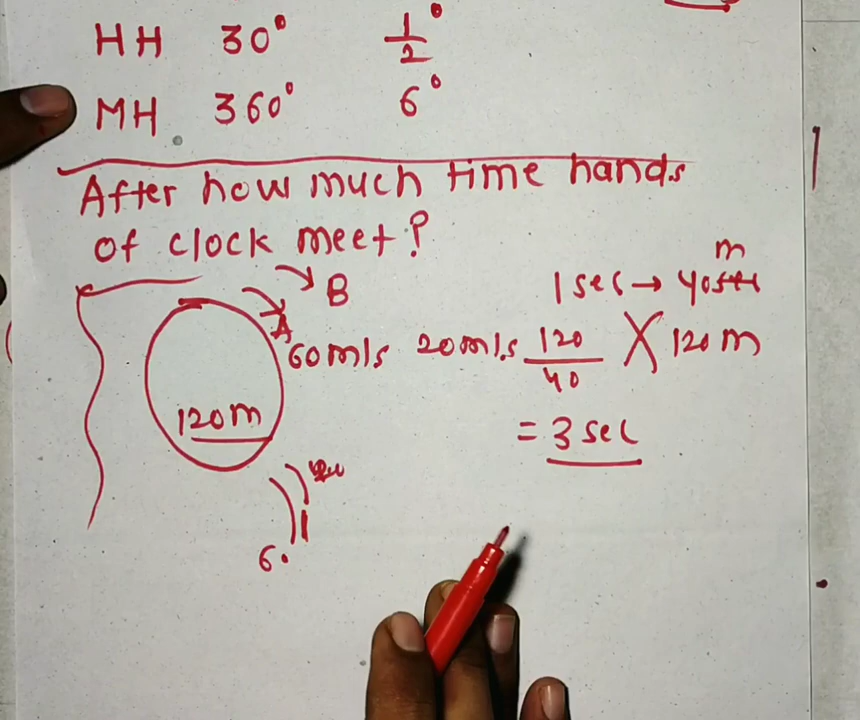 HH 30° 1/2°
MH 360° 6°
After how much time hands
of clock meet?
B
A
60m/s 20m/s
120m
60
1 sec → 40 m
120/40 120 m
= 3 sec